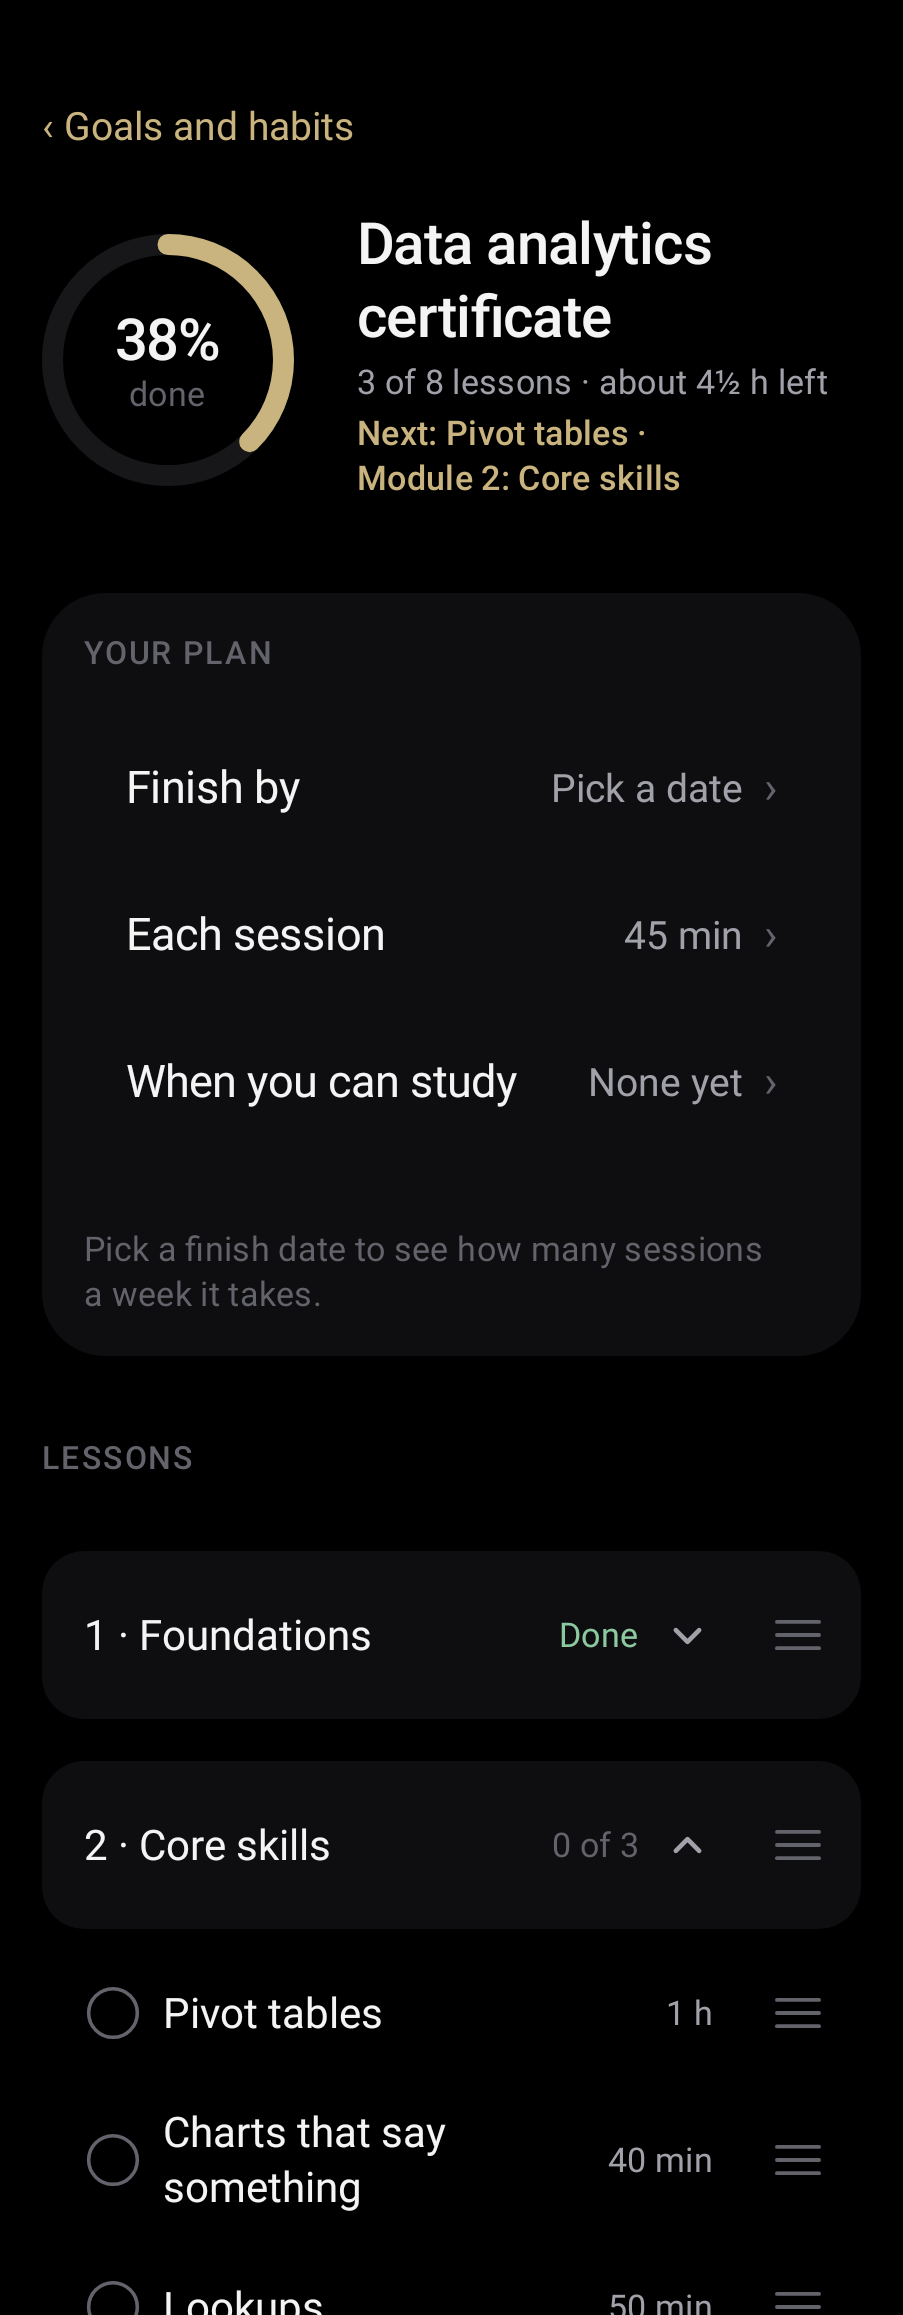 ‹ Goals and habits
38%
done
Data analytics
certificate
3 of 8 lessons · about 4½ h left
Next: Pivot tables ·
Module 2: Core skills
YOUR PLAN
Finish by Pick a date ›
Each session 45 min ›
When you can study None yet ›
Pick a finish date to see how many sessions
a week it takes.
LESSONS
1 · Foundations Done
2 · Core skills 0 of 3
Pivot tables 1 h
Charts that say
something 40 min
Lookups 50 min